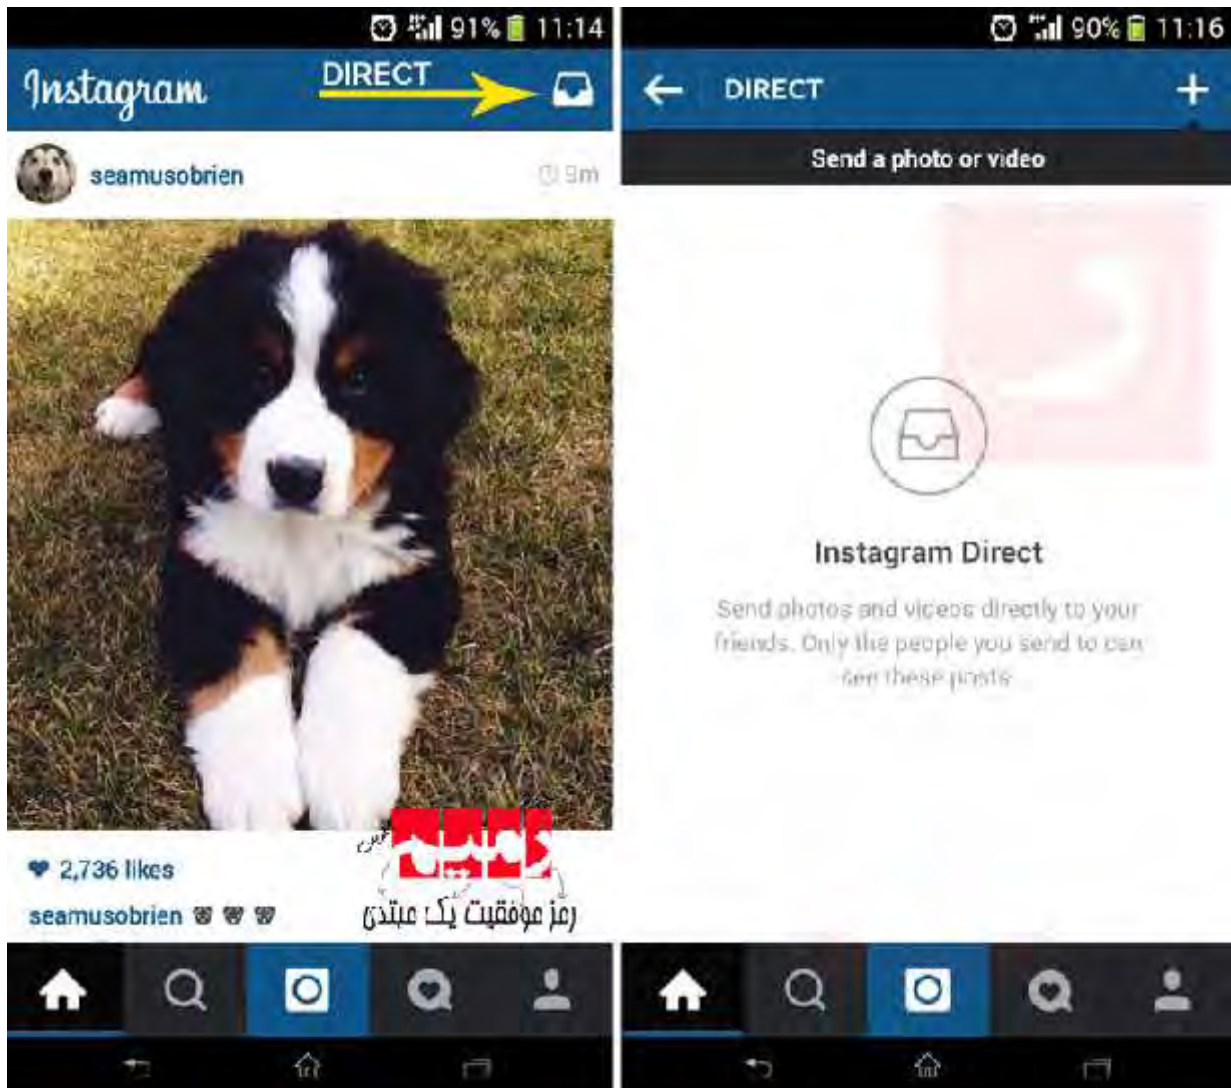 91% 11:14
Instagram DIRECT
seamusobrien 9m
2,736 likes
seamusobrien
رمز موفقیت یک مبتدی
90% 11:16
DIRECT
Send a photo or video
Instagram Direct
Send photos and videos directly to your
friends. Only the people you send to can
see these posts